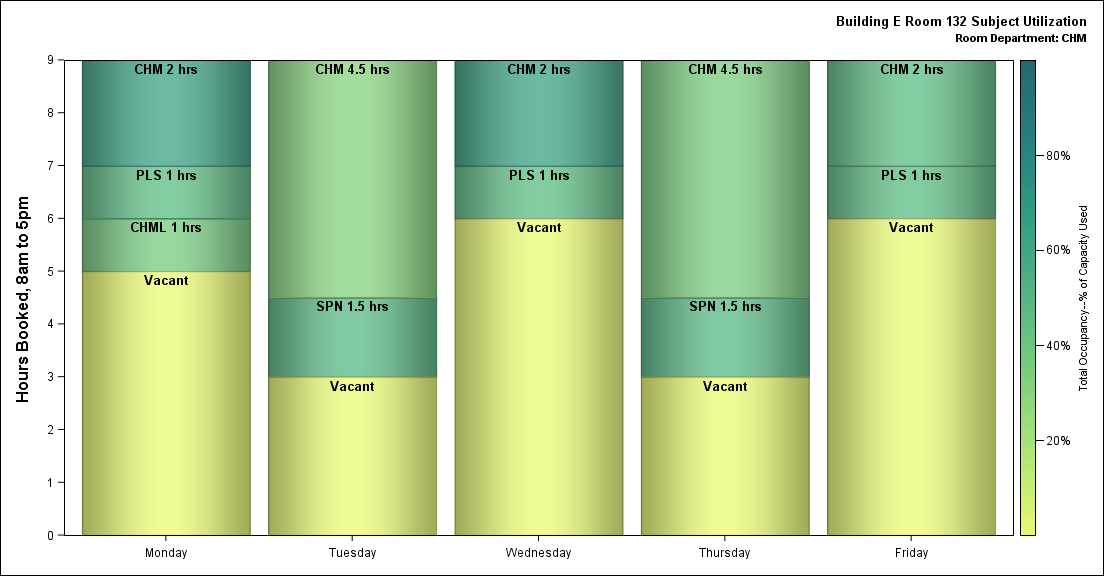 Building E Room 132 Subject Utilization
Room Department: CHM
Hours Booked, 8am to 5pm
9
8
7
6
5
4
3
2
1
0
CHM 2 hrs
PLS 1 hrs
CHML 1 hrs
Vacant
Monday
CHM 4.5 hrs
SPN 1.5 hrs
Vacant
Tuesday
CHM 2 hrs
PLS 1 hrs
Vacant
Wednesday
CHM 4.5 hrs
SPN 1.5 hrs
Vacant
Thursday
CHM 2 hrs
PLS 1 hrs
Vacant
Friday
80%
60%
40%
20%
Total Occupancy--% of Capacity Used